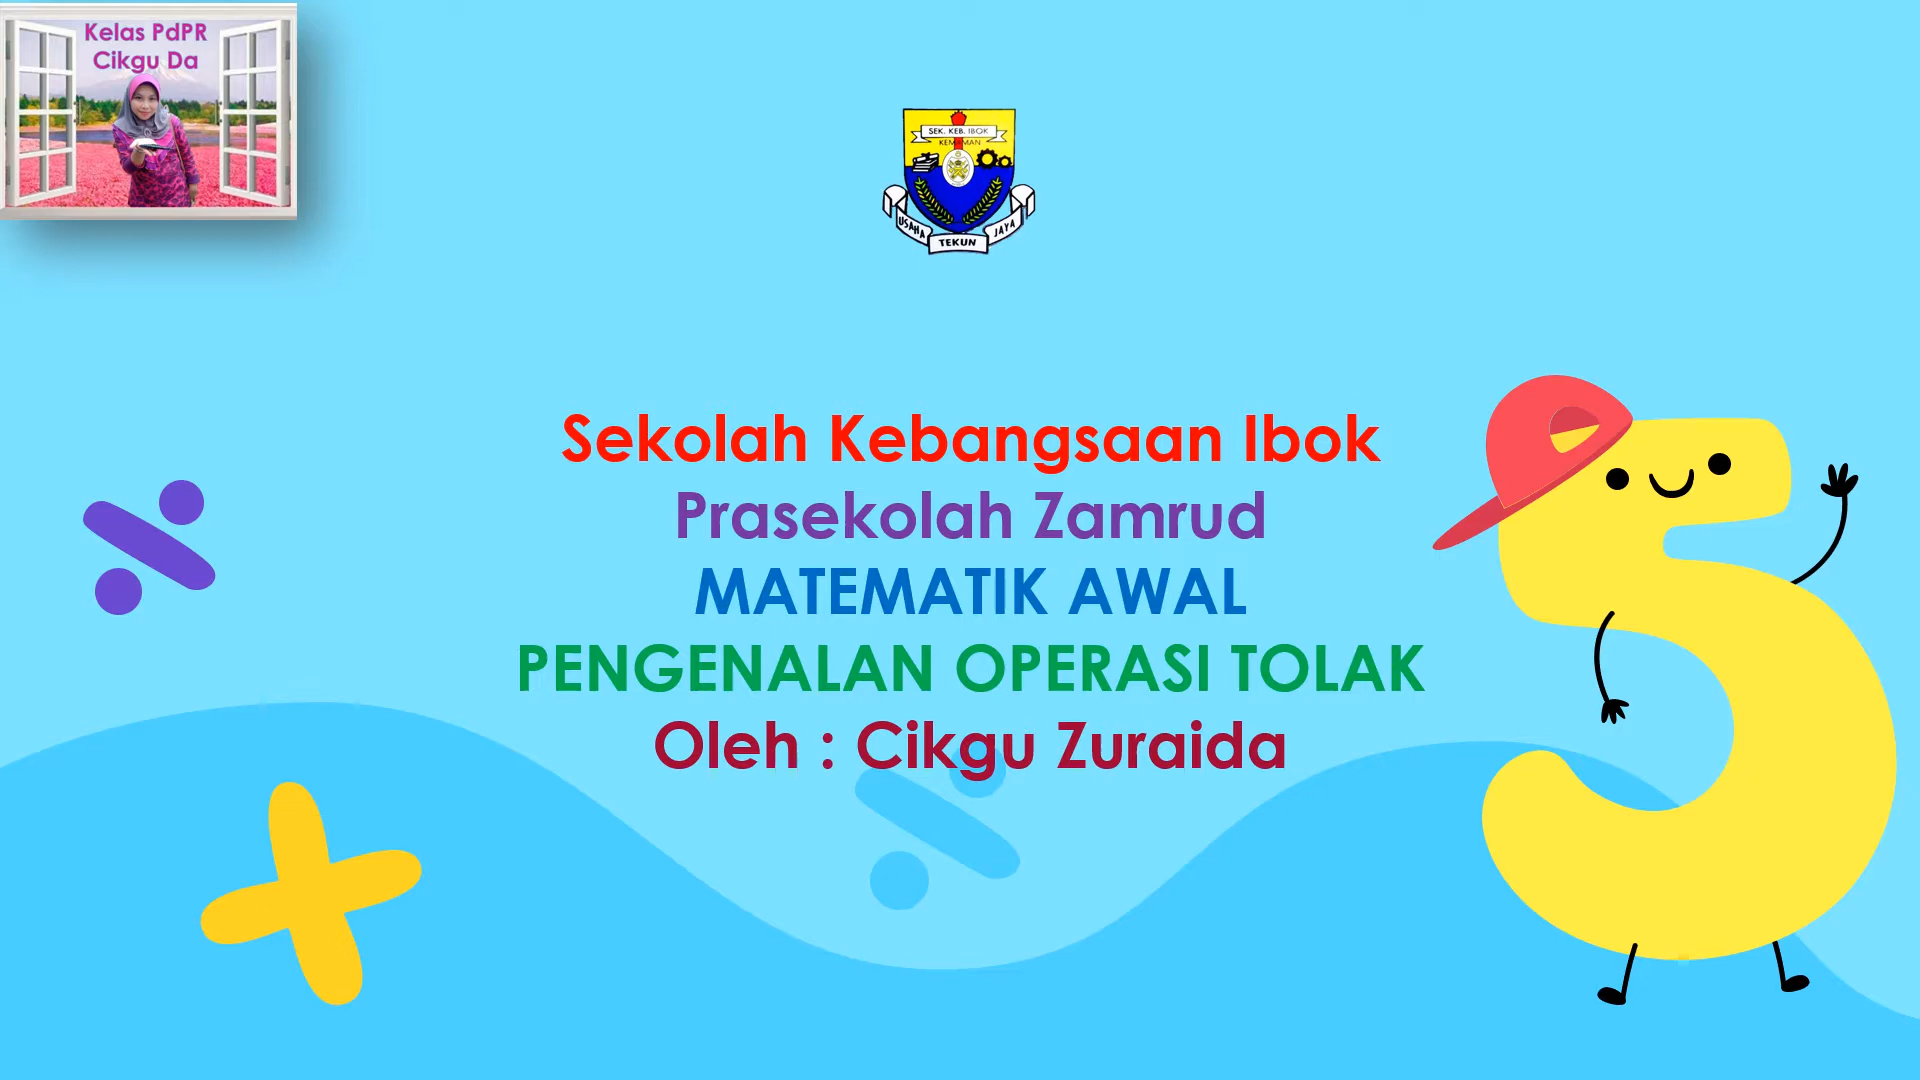 Kelas PdPR
Cikgu Da
SEK. KEB. IBOK
KEMAMAN
USAHA
TEKUN
JAYA
Sekolah Kebangsaan Ibok
Prasekolah Zamrud
MATEMATIK AWAL
PENGENALAN OPERASI TOLAK
Oleh : Cikgu Zuraida